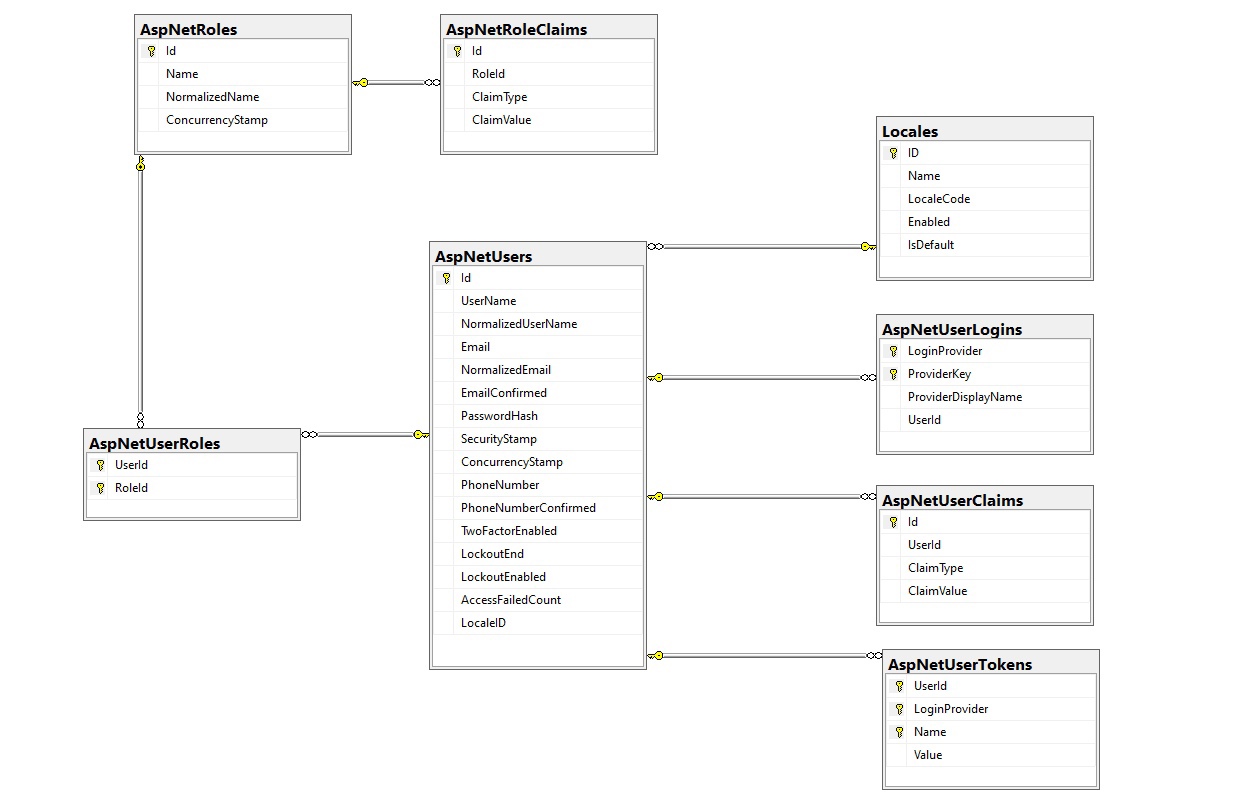 AspNetRoles
Id
Name
NormalizedName
ConcurrencyStamp
AspNetRoleClaims
Id
RoleId
ClaimType
ClaimValue
Locales
ID
Name
LocaleCode
Enabled
IsDefault
AspNetUsers
Id
UserName
NormalizedUserName
Email
NormalizedEmail
EmailConfirmed
PasswordHash
SecurityStamp
ConcurrencyStamp
PhoneNumber
PhoneNumberConfirmed
TwoFactorEnabled
LockoutEnd
LockoutEnabled
AccessFailedCount
LocaleID
AspNetUserLogins
LoginProvider
ProviderKey
ProviderDisplayName
UserId
AspNetUserRoles
UserId
RoleId
AspNetUserClaims
Id
UserId
ClaimType
ClaimValue
AspNetUserTokens
UserId
LoginProvider
Name
Value